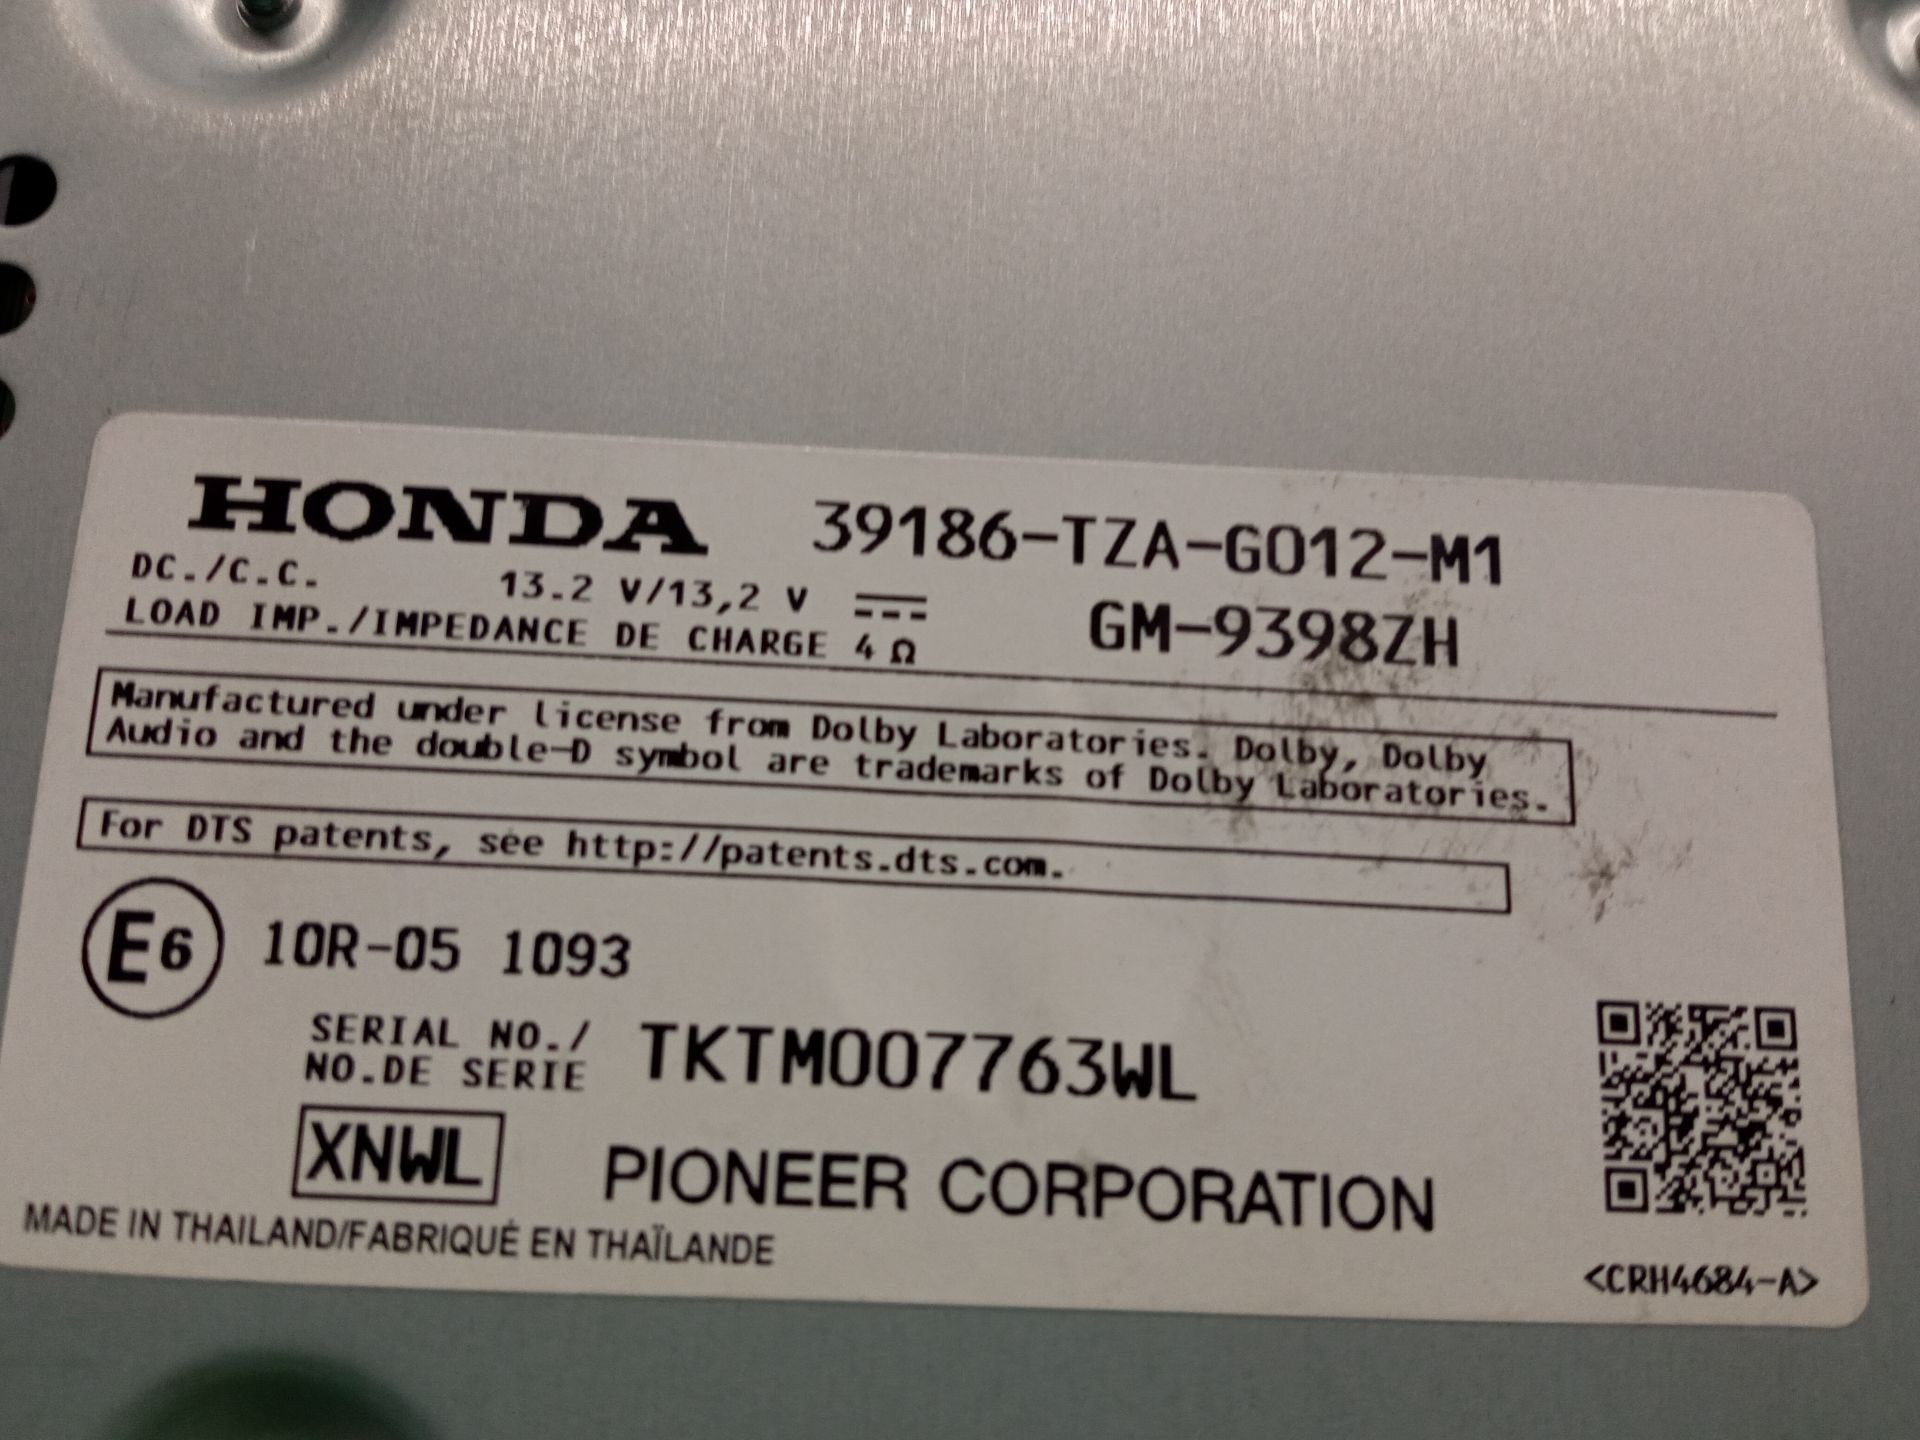 HONDA 39186-TZA-G012-M1
DC./C.C. 13.2 V/13,2 V
LOAD IMP./IMPEDANCE DE CHARGE 4 Ω GM-9398ZH
Manufactured under license from Dolby Laboratories. Dolby, Dolby
Audio and the double-D symbol are trademarks of Dolby Laboratories.
For DTS patents, see http://patents.dts.com.
E6 10R-05 1093
SERIAL NO./
NO.DE SERIE TKTM007763WL
XNWL PIONEER CORPORATION
MADE IN THAILAND/FABRIQUÉ EN THAÏLANDE
<CRH4684-A>